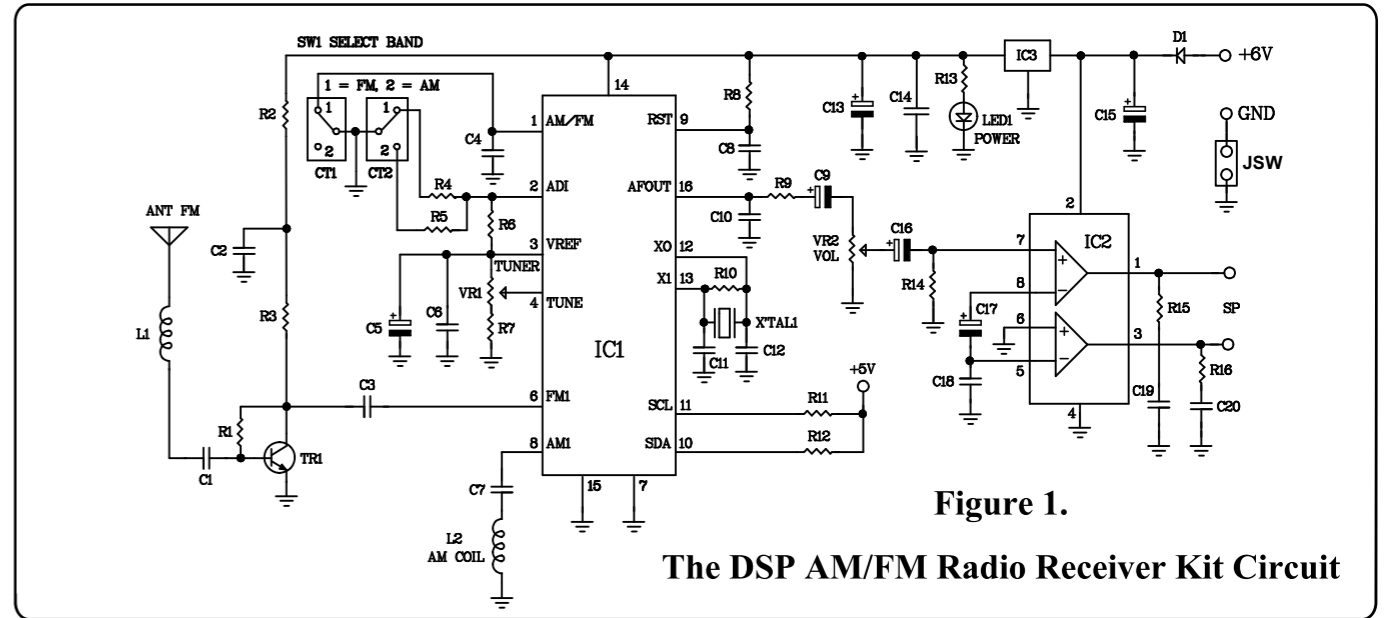 SW1 SELECT BAND
D1
+6V
IC3
1 = FM, 2 = AM
14
R2
1
2
CT1
1
2
CT2
C4
1
AM/FM
RST
9
R8
C8
C13
+
C14
R13
LED1
POWER
C15
+
GND
JSW
ANT FM
C2
R4
R5
2
ADI
R6
AFOUT
16
R9
C9
+
C10
2
3
VREF
TUNER
XO
12
VR2
VOL
C16
+
7
IC2
+
−
1
R3
VR1
4
TUNE
X1
13
R10
R14
8
R15
SP
L1
C5
+
C6
R7
IC1
X'TAL1
C11
C12
C17
+
6
+
−
3
5
C18
R16
+5V
C3
6
FM1
SCL
11
R11
4
C19
C20
R1
TR1
C1
8
AM1
SDA
10
R12
C7
15
7
L2
AM COIL
Figure 1.
The DSP AM/FM Radio Receiver Kit Circuit